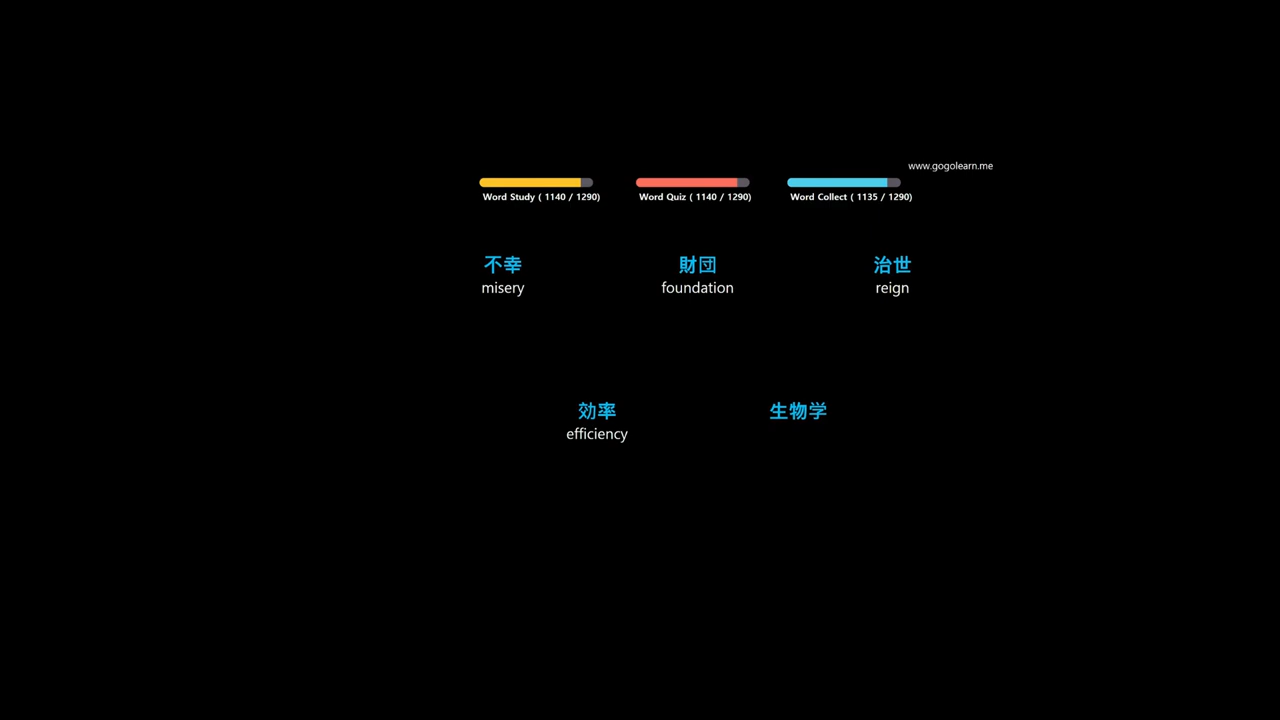 www.gogolearn.me
Word Study ( 1140 / 1290)
Word Quiz ( 1140 / 1290)
Word Collect ( 1135 / 1290)
不幸
misery
財団
foundation
治世
reign
効率
efficiency
生物学